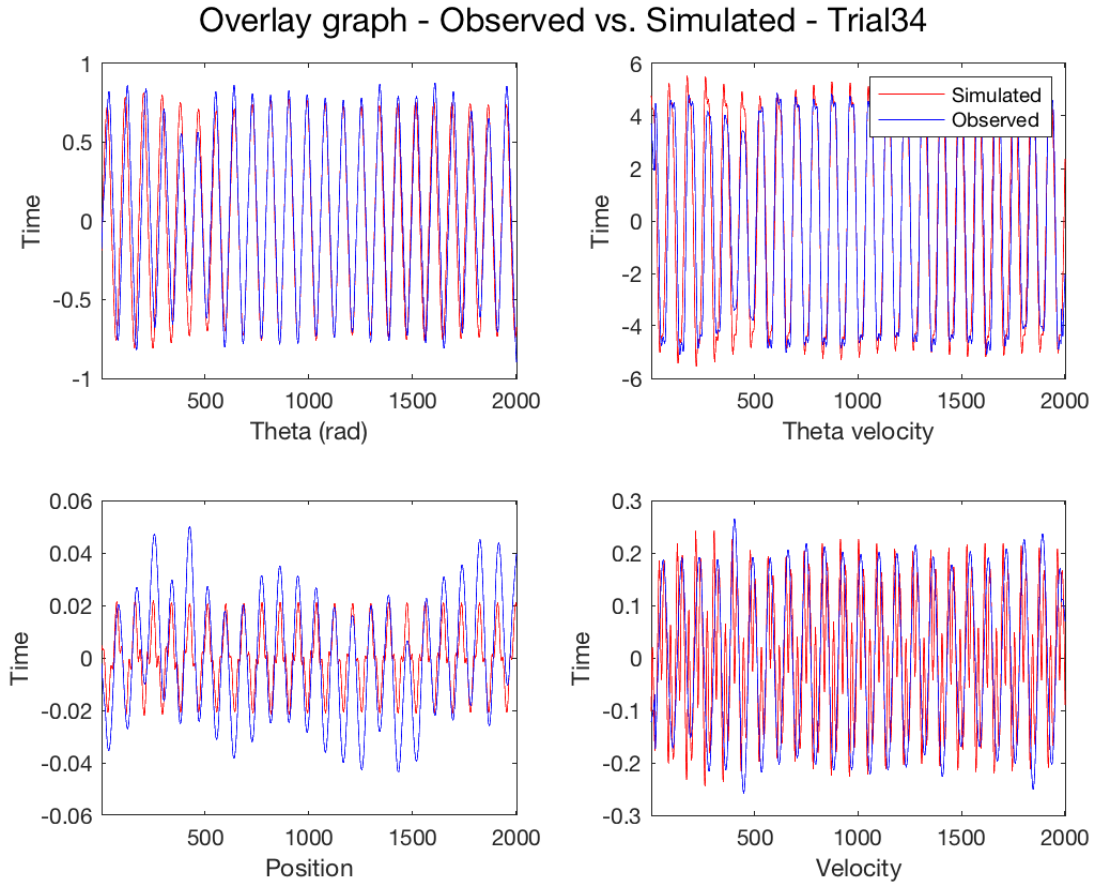 Overlay graph - Observed vs. Simulated - Trial34
1
0.5
0
-0.5
-1
Time
500 1000 1500 2000
Theta (rad)
6
4
2
0
-2
-4
-6
Time
500 1000 1500 2000
Theta velocity
Simulated
Observed
0.06
0.04
0.02
0
-0.02
-0.04
-0.06
Time
500 1000 1500 2000
Position
0.3
0.2
0.1
0
-0.1
-0.2
-0.3
Time
500 1000 1500 2000
Velocity